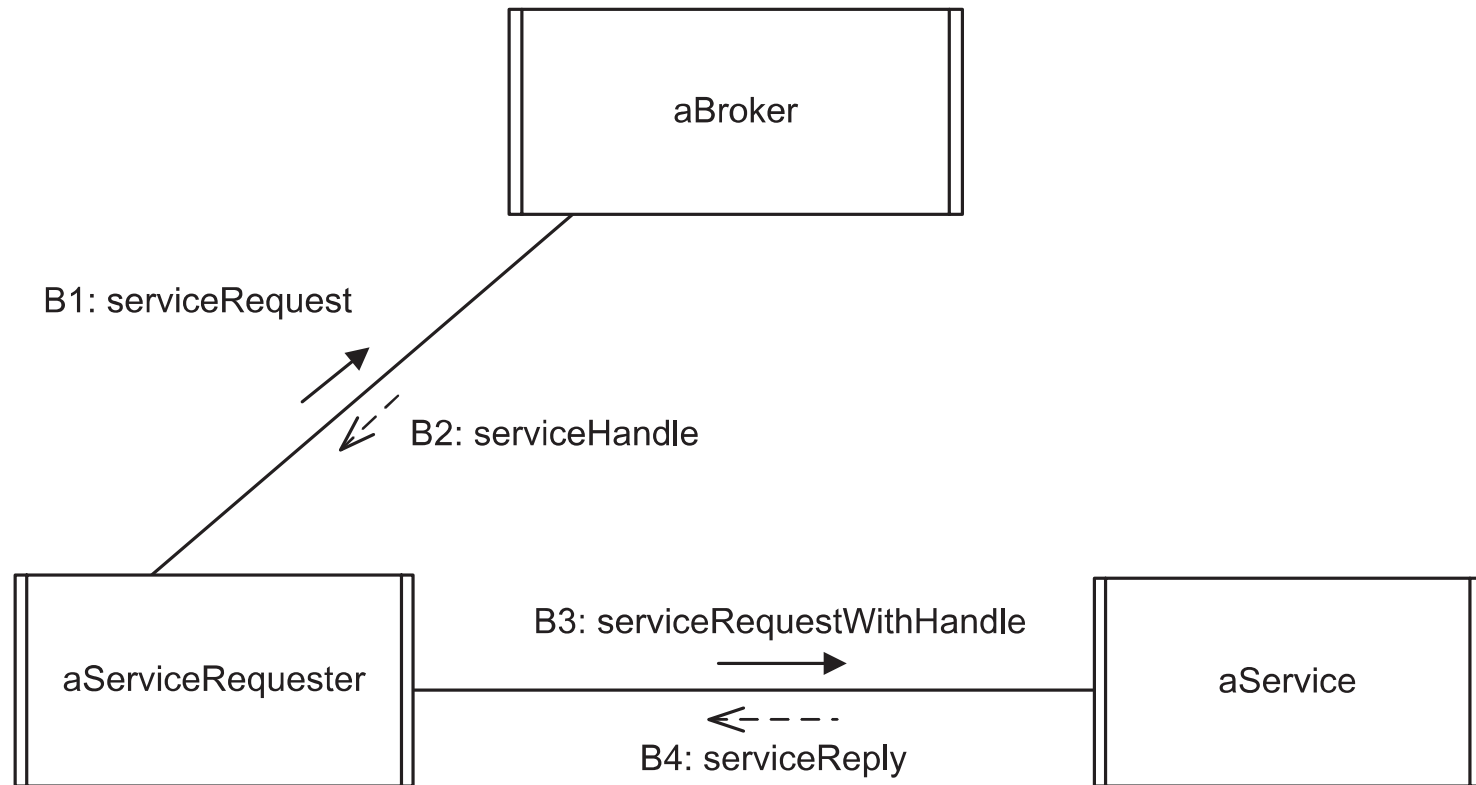 aBroker
B1: serviceRequest
B2: serviceHandle
B3: serviceRequestWithHandle
aServiceRequester
aService
B4: serviceReply